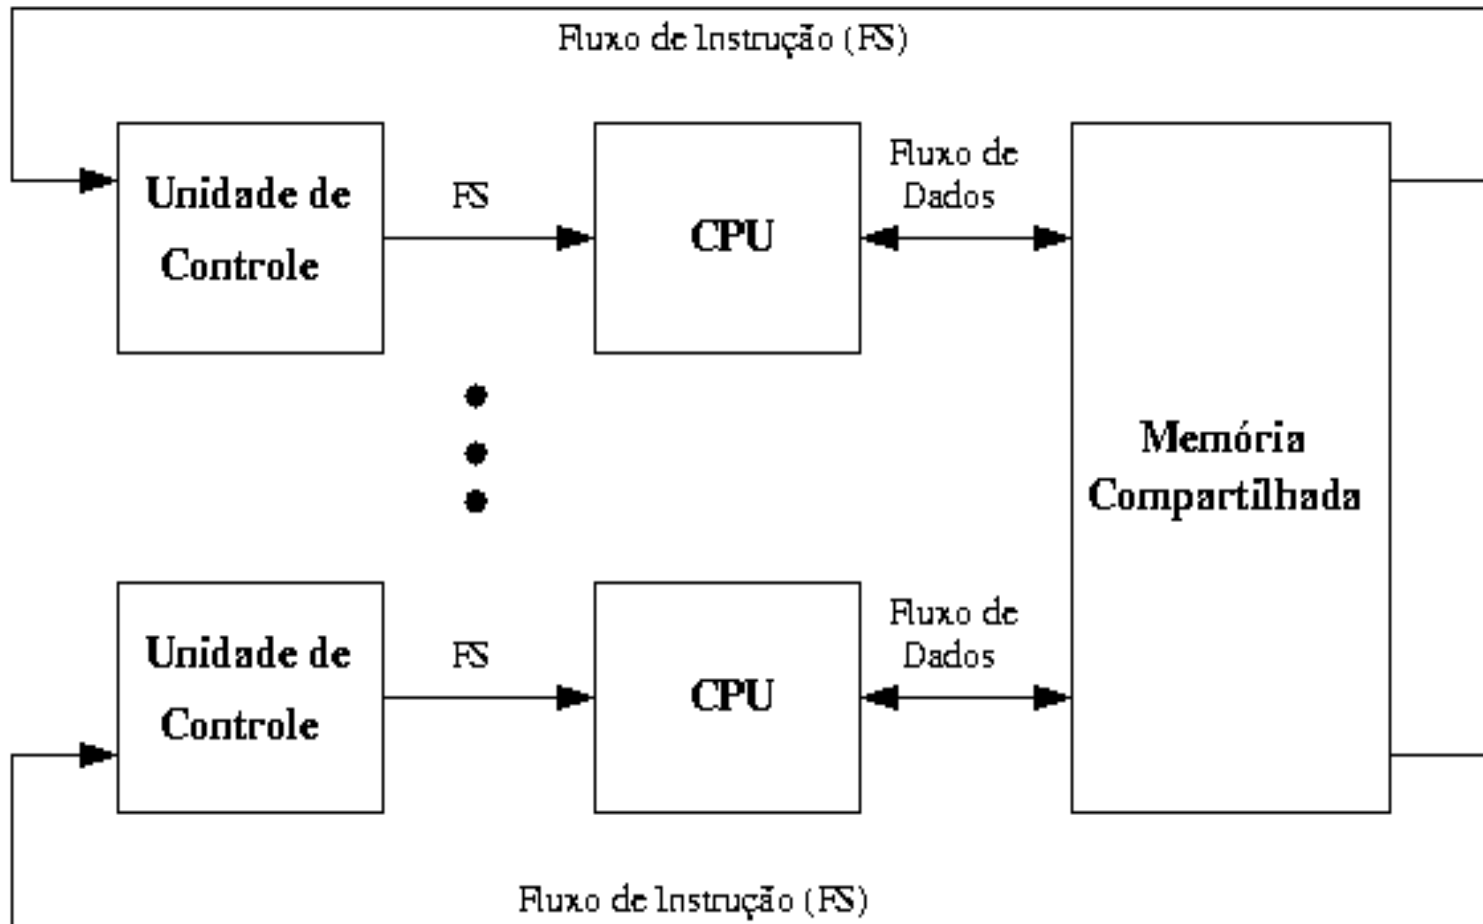 Fluxo de Instrução (FS)
Unidade de
Controle
FS
CPU
Fluxo de
Dados
Memória
Compartilhada
Unidade de
Controle
FS
CPU
Fluxo de
Dados
Fluxo de Instrução (FS)